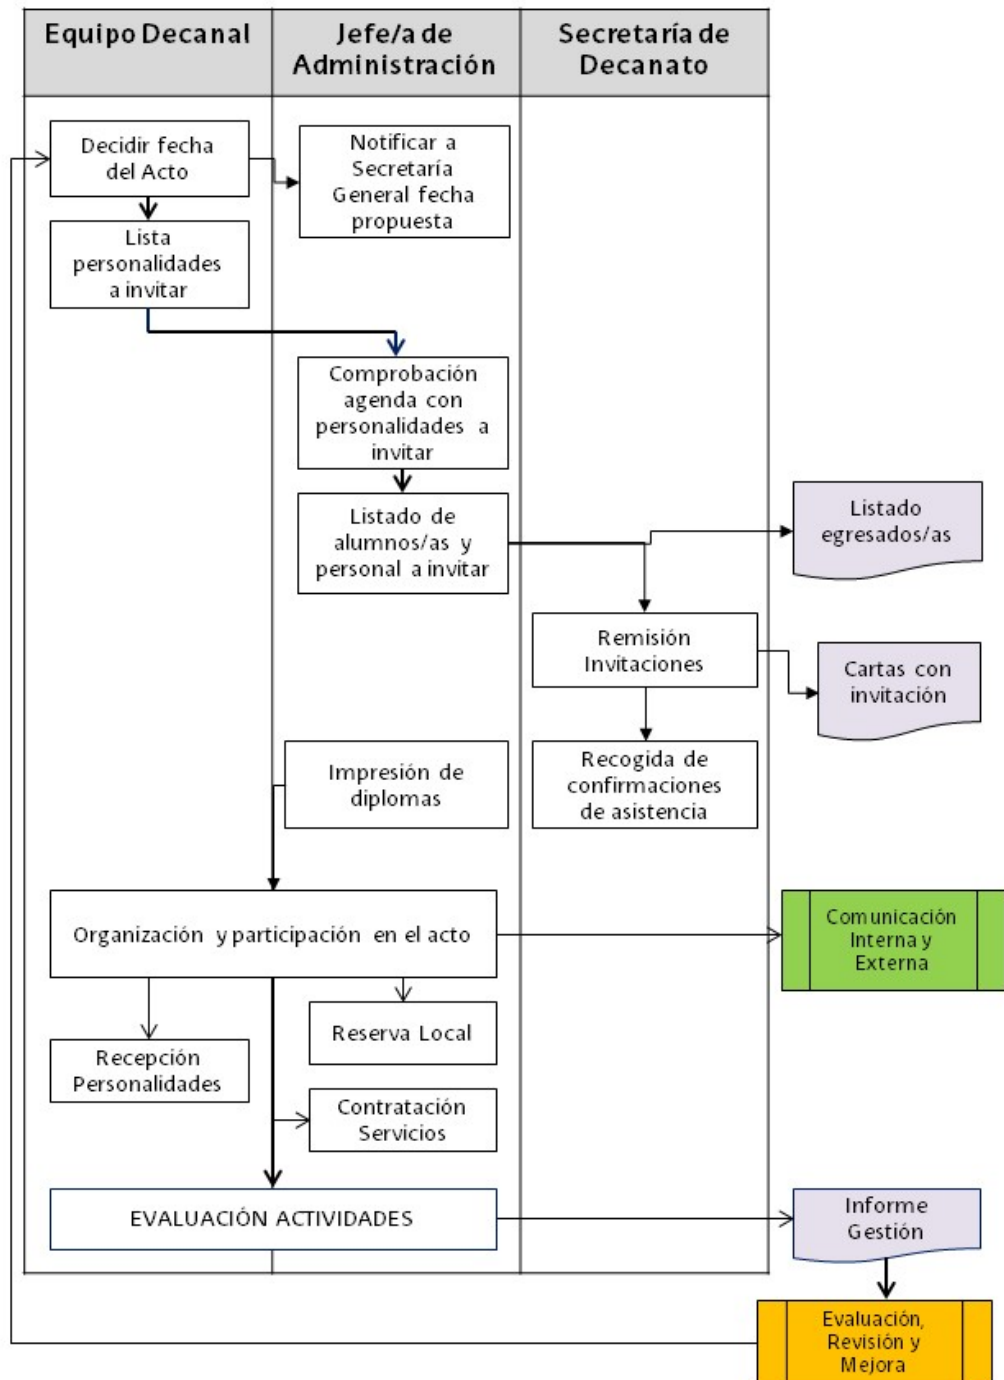 Equipo Decanal
Jefe/a de
Administración
Secretaría de
Decanato
Decidir fecha
del Acto
Notificar a
Secretaría
General fecha
propuesta
Lista
personalidades
a invitar
Comprobación
agenda con
personalidades a
invitar
Listado de
alumnos/as y
personal a invitar
Listado
egresados/as
Remisión
Invitaciones
Cartas con
invitación
Impresión de
diplomas
Recogida de
confirmaciones
de asistencia
Organización y participación en el acto
Comunicación
Interna y
Externa
Reserva Local
Recepción
Personalidades
Contratación
Servicios
EVALUACIÓN ACTIVIDADES
Informe
Gestión
Evaluación,
Revisión y
Mejora